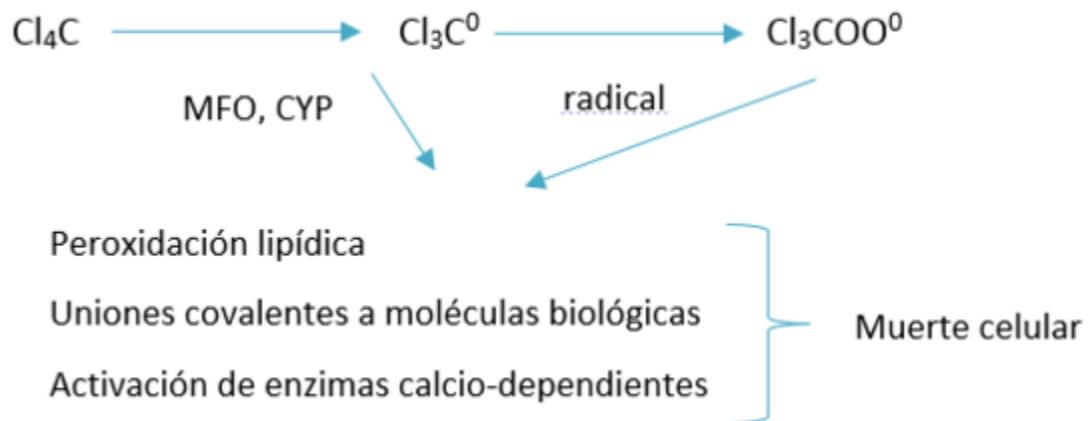 Cl₄C Cl₃C⁰ Cl₃COO⁰
MFO, CYP radical
Peroxidación lipídica
Uniones covalentes a moléculas biológicas
Activación de enzimas calcio-dependientes
Muerte celular